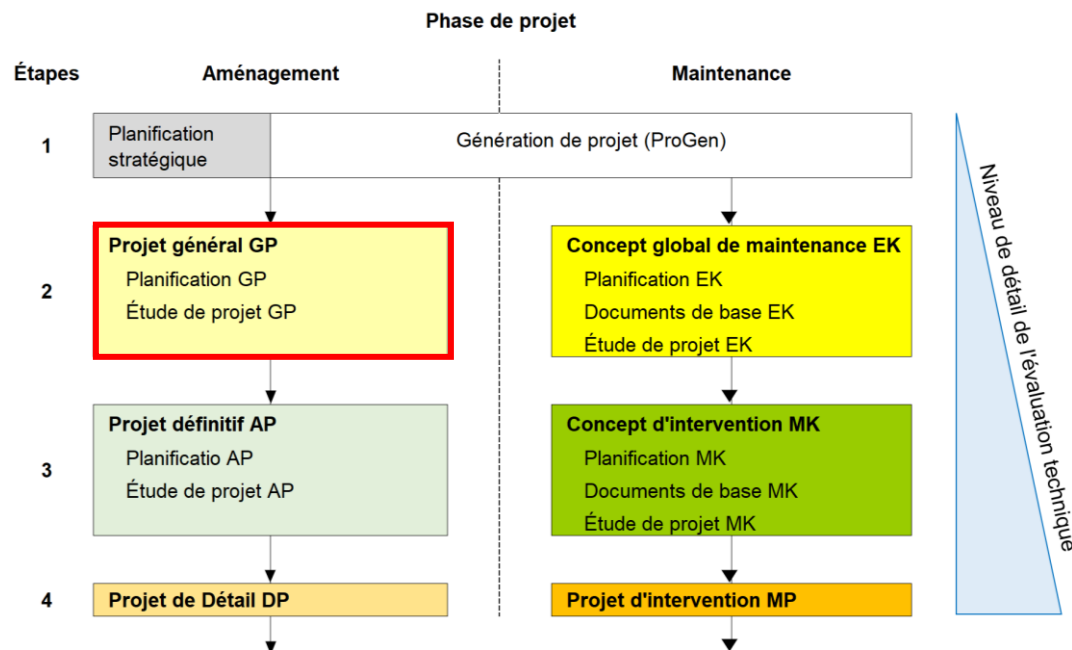 Phase de projet
Étapes
Aménagement
Maintenance
1
Planification
stratégique
Génération de projet (ProGen)
2
Projet général GP
Planification GP
Étude de projet GP
Concept global de maintenance EK
Planification EK
Documents de base EK
Étude de projet EK
3
Projet définitif AP
Planificatio AP
Étude de projet AP
Concept d'intervention MK
Planification MK
Documents de base MK
Étude de projet MK
4
Projet de Détail DP
Projet d'intervention MP
Niveau de détail de l'évaluation technique